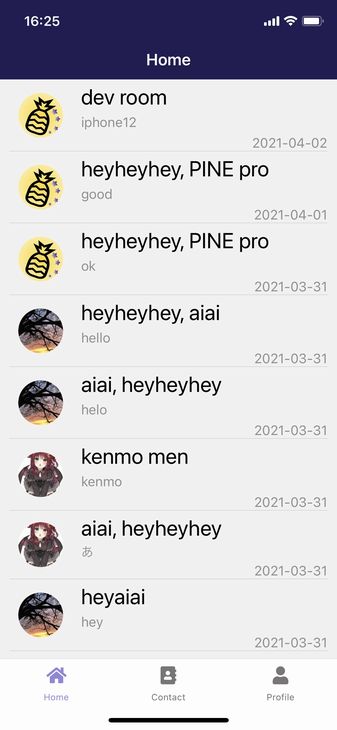 16:25
Home
dev room
iphone12
2021-04-02
heyheyhey, PINE pro
good
2021-04-01
heyheyhey, PINE pro
ok
2021-03-31
heyheyhey, aiai
hello
2021-03-31
aiai, heyheyhey
helo
2021-03-31
kenmo men
kenmo
2021-03-31
aiai, heyheyhey
あ
2021-03-31
heyaiai
hey
2021-03-31
Home Contact Profile